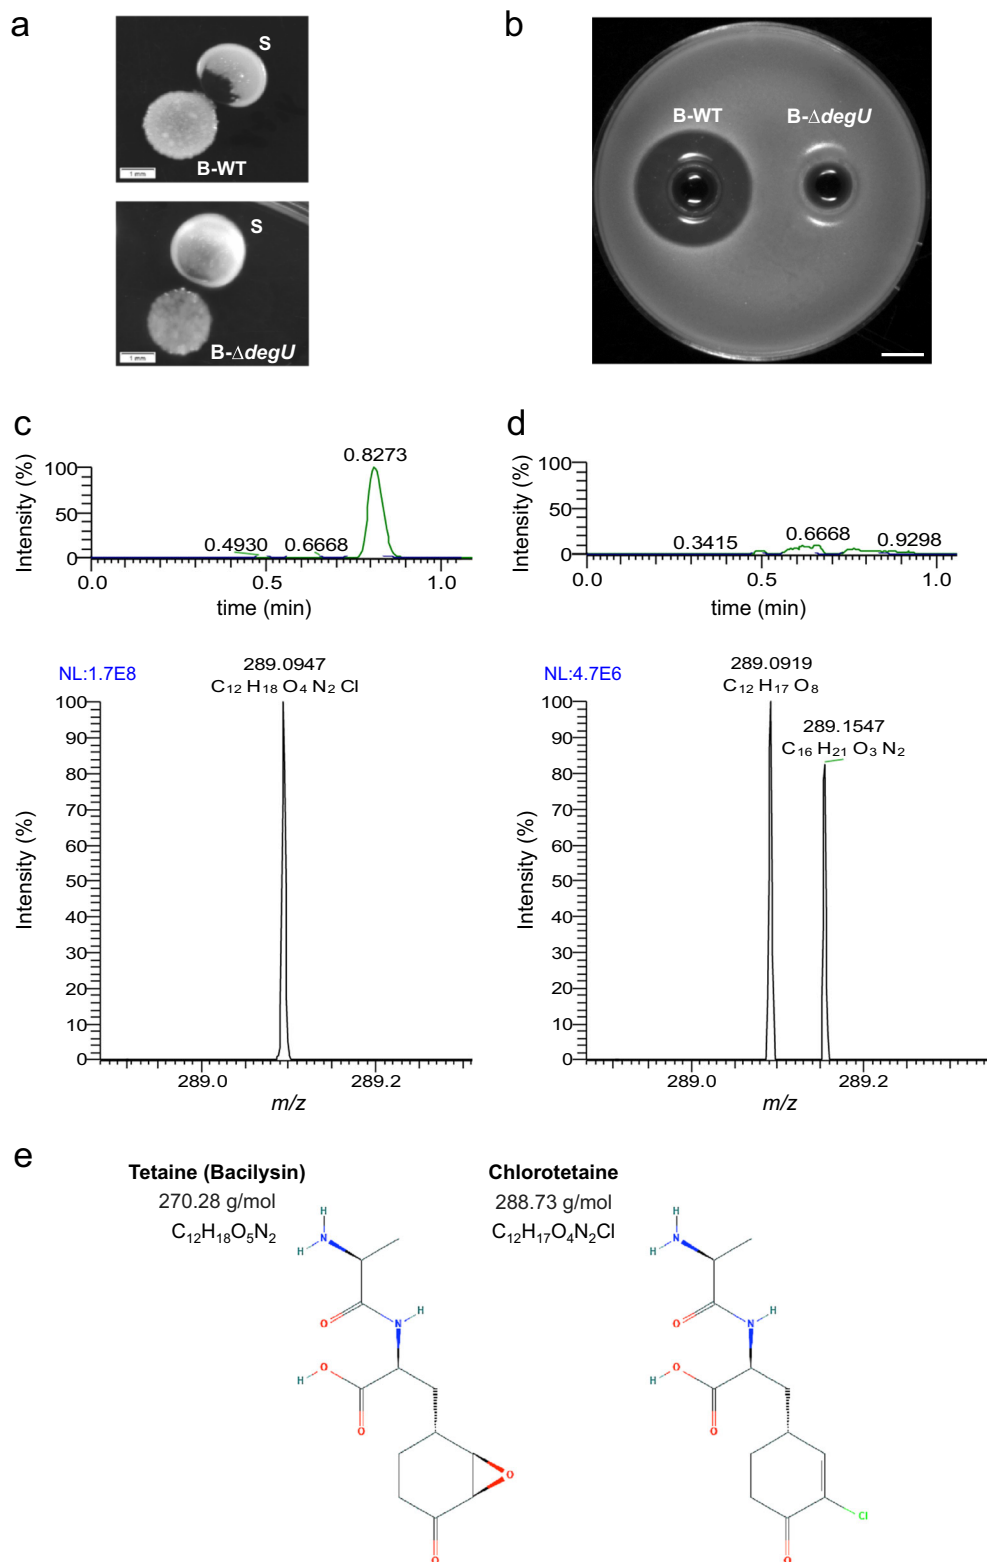 a
S
B-WT
1 mm
S
B-ΔdegU
1 mm
b
B-WT
B-ΔdegU
c
Intensity (%)
100
50
0
0.4930
0.6668
0.8273
0.0
0.5
1.0
time (min)
NL:1.7E8
289.0947
C12 H18 O4 N2 Cl
Intensity (%)
100
90
80
70
60
50
40
30
20
10
0
289.0
289.2
m/z
d
Intensity (%)
100
50
0
0.3415
0.6668
0.9298
0.0
0.5
1.0
time (min)
NL:4.7E6
289.0919
C12 H17 O8
289.1547
C16 H21 O3 N2
Intensity (%)
100
90
80
70
60
50
40
30
20
10
0
289.0
289.2
m/z
e
Tetaine (Bacilysin)
270.28 g/mol
C12H18O5N2
H
H N
O
N H
H O
O
O
O
Chlorotetaine
288.73 g/mol
C12H17O4N2Cl
H
H N
O
N H
H O
O
Cl
O